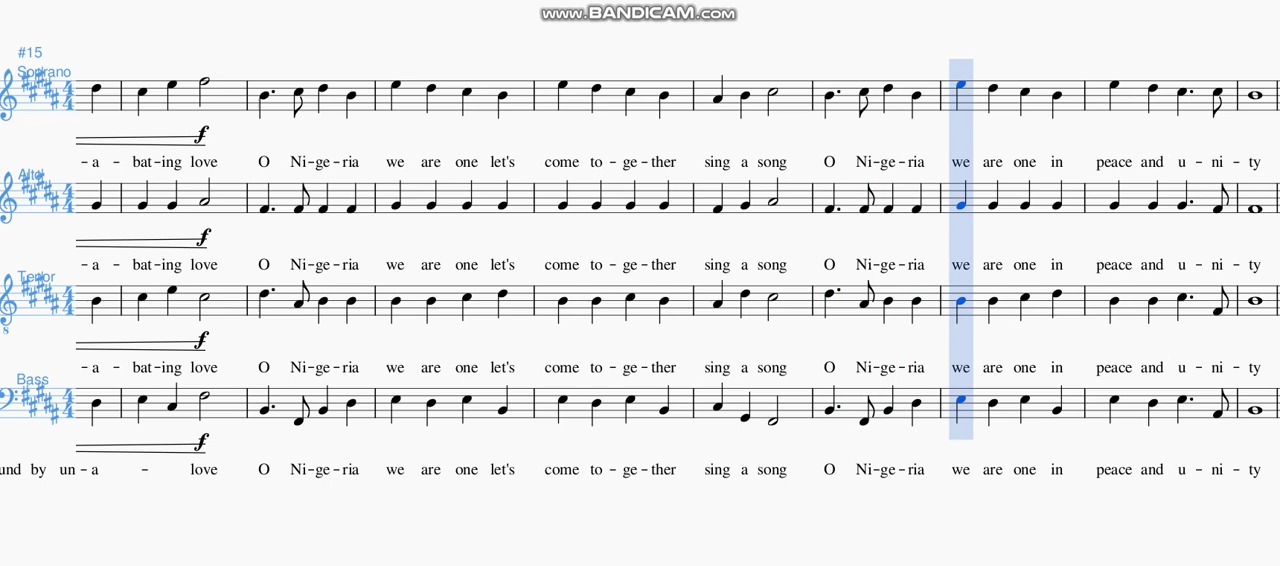 www.BANDICAM.com
#15
Soprano
f
- a - bat - ing love O Ni - ge - ria we are one let's come to - ge - ther sing a song O Ni - ge - ria we are one in peace and u - ni - ty
Alto
f
- a - bat - ing love O Ni - ge - ria we are one let's come to - ge - ther sing a song O Ni - ge - ria we are one in peace and u - ni - ty
Tenor
8
f
- a - bat - ing love O Ni - ge - ria we are one let's come to - ge - ther sing a song O Ni - ge - ria we are one in peace and u - ni - ty
Bass
f
und by un - a - love O Ni - ge - ria we are one let's come to - ge - ther sing a song O Ni - ge - ria we are one in peace and u - ni - ty